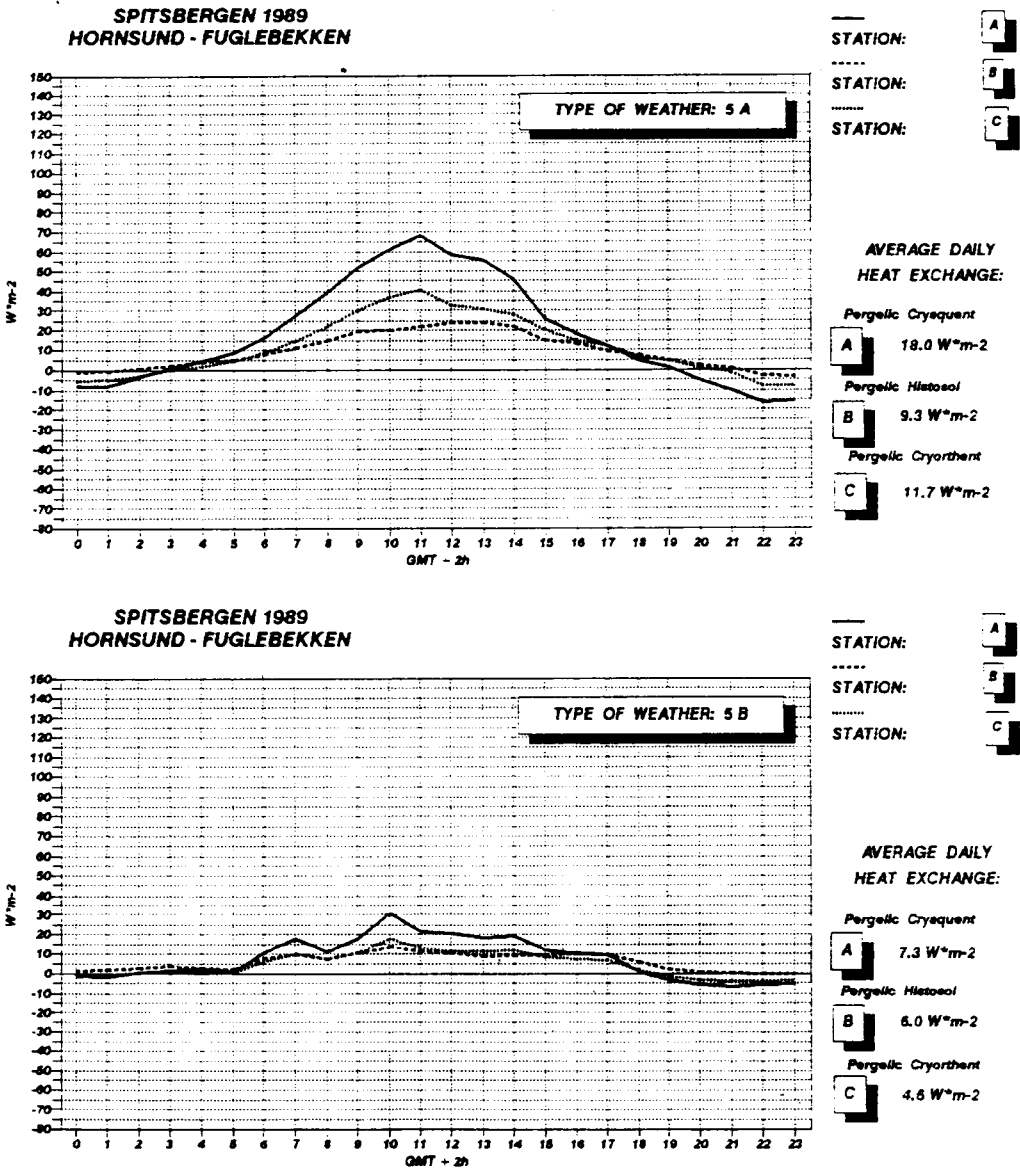 SPITSBERGEN 1989
HORNSUND - FUGLEBEKKEN
STATION: A
STATION: B
STATION: C
TYPE OF WEATHER: 5 A
150
140
130
120
110
100
90
80
70
60
50
40
30
20
10
0
-10
-20
-30
-40
-50
-60
-70
-80
W*m-2
0 1 2 3 4 5 6 7 8 9 10 11 12 13 14 15 16 17 18 19 20 21 22 23
GMT + 2h
AVERAGE DAILY
HEAT EXCHANGE:
Pergelic Cryaquent
A 18.0 W*m-2
Pergelic Histosol
B 9.3 W*m-2
Pergelic Cryorthent
C 11.7 W*m-2
SPITSBERGEN 1989
HORNSUND - FUGLEBEKKEN
STATION: A
STATION: B
STATION: C
TYPE OF WEATHER: 5 B
150
140
130
120
110
100
90
80
70
60
50
40
30
20
10
0
-10
-20
-30
-40
-50
-60
-70
-80
W*m-2
0 1 2 3 4 5 6 7 8 9 10 11 12 13 14 15 16 17 18 19 20 21 22 23
GMT + 2h
AVERAGE DAILY
HEAT EXCHANGE:
Pergelic Cryaquent
A 7.3 W*m-2
Pergelic Histosol
B 6.0 W*m-2
Pergelic Cryorthent
C 4.6 W*m-2